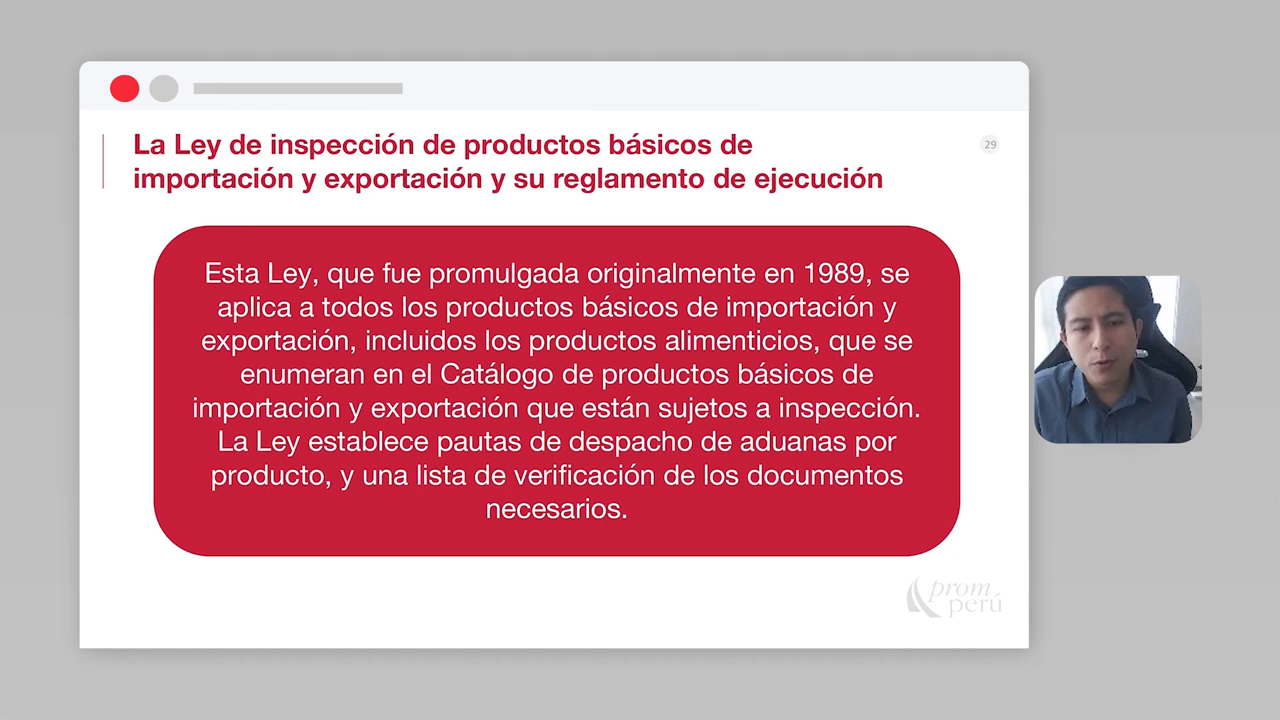 La Ley de inspección de productos básicos de
importación y exportación y su reglamento de ejecución
29
Esta Ley, que fue promulgada originalmente en 1989, se
aplica a todos los productos básicos de importación y
exportación, incluidos los productos alimenticios, que se
enumeran en el Catálogo de productos básicos de
importación y exportación que están sujetos a inspección.
La Ley establece pautas de despacho de aduanas por
producto, y una lista de verificación de los documentos
necesarios.
prom
perú